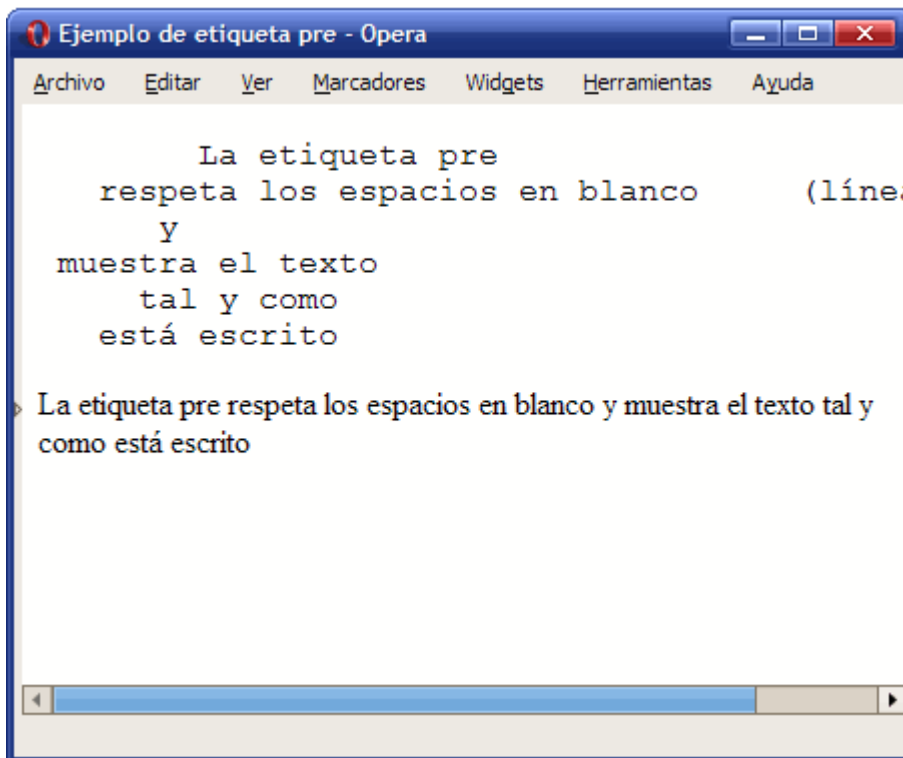 Ejemplo de etiqueta pre - Opera
Archivo Editar Ver Marcadores Widgets Herramientas Ayuda
La etiqueta pre
respeta los espacios en blanco (línea
y
muestra el texto
tal y como
está escrito
La etiqueta pre respeta los espacios en blanco y muestra el texto tal y
como está escrito